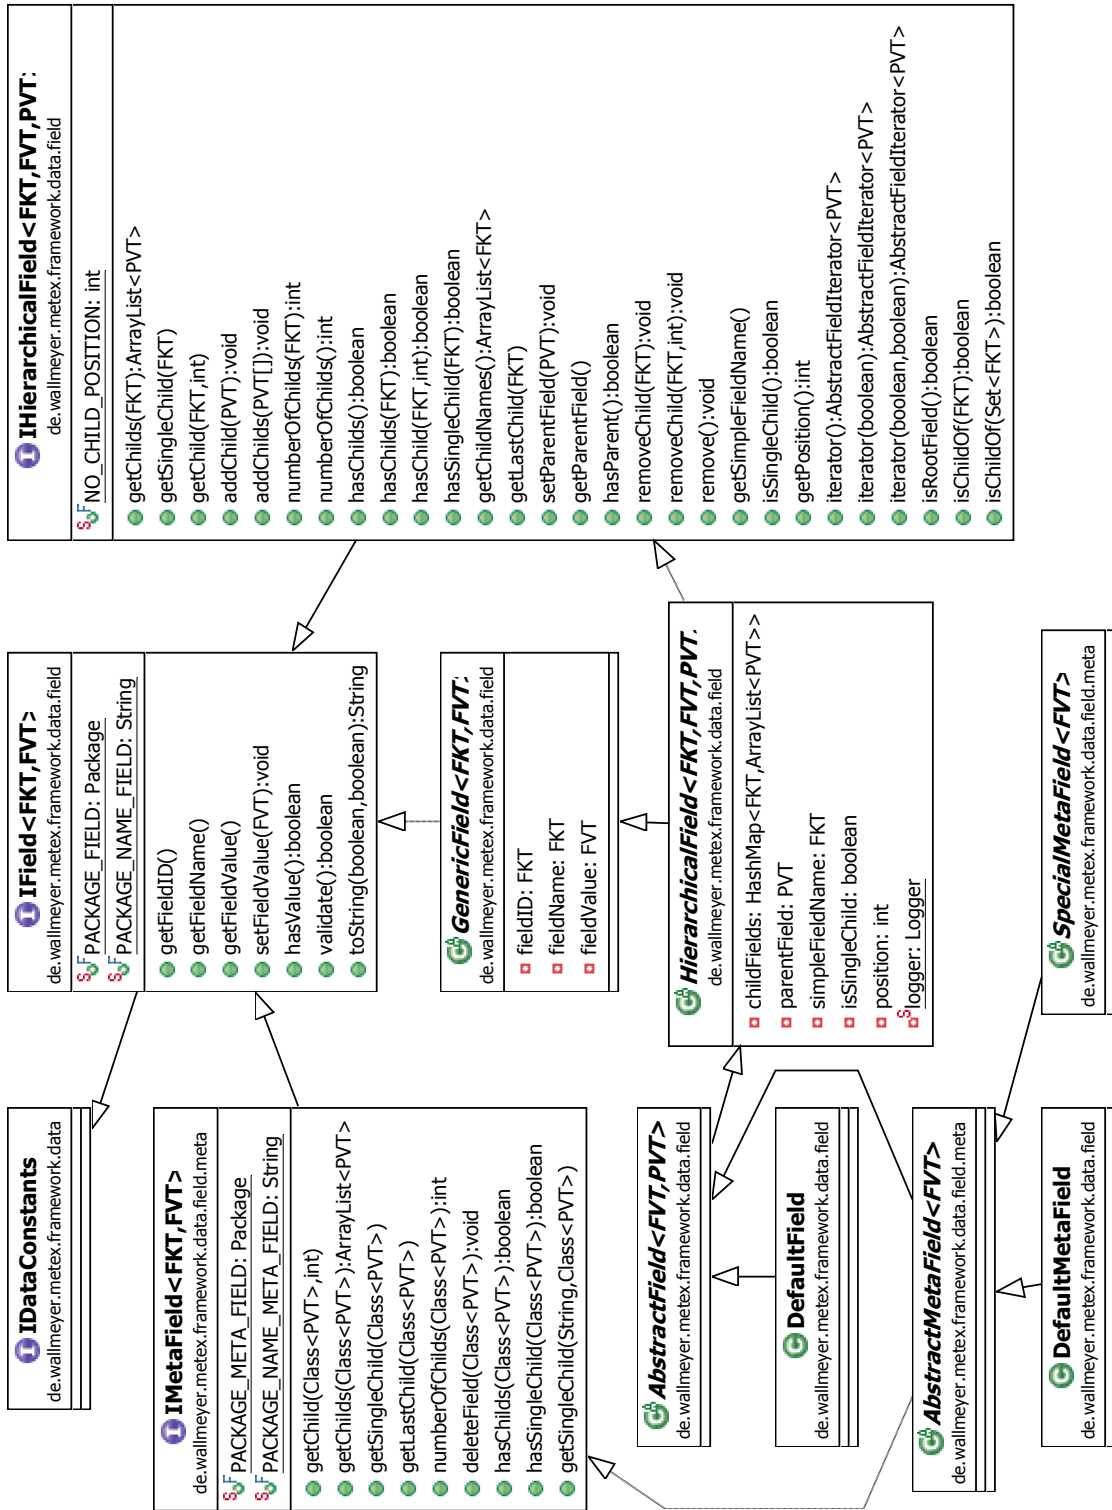 IDataConstants
de.wallmeyer.metex.framework.data
IMetaField<FKT,FVT>
de.wallmeyer.metex.framework.data.field.meta
PACKAGE_META_FIELD: Package
PACKAGE_NAME_META_FIELD: String
getChild(Class<PVT>,int)
getChilds(Class<PVT>):ArrayList<PVT>
getSingleChild(Class<PVT>)
getLastChild(Class<PVT>)
numberOfChilds(Class<PVT>):int
deleteField(Class<PVT>):void
hasChilds(Class<PVT>):boolean
hasSingleChild(Class<PVT>):boolean
getSingleChild(String,Class<PVT>)
AbstractField<FVT,PVT>
de.wallmeyer.metex.framework.data.field
DefaultField
de.wallmeyer.metex.framework.data.field
AbstractMetaField<FVT>
de.wallmeyer.metex.framework.data.field.meta
DefaultMetaField
de.wallmeyer.metex.framework.data.field
IField<FKT,FVT>
de.wallmeyer.metex.framework.data.field
PACKAGE_FIELD: Package
PACKAGE_NAME_FIELD: String
getFieldID()
getFieldName()
getFieldValue()
setFieldValue(FVT):void
hasValue():boolean
validate():boolean
toString(boolean,boolean):String
GenericField<FKT,FVT:
de.wallmeyer.metex.framework.data.field
fieldID: FKT
fieldName: FKT
fieldValue: FVT
HierarchicalField<FKT,FVT,PVT.
de.wallmeyer.metex.framework.data.field
childFields: HashMap<FKT,ArrayList<PVT>>
parentField: PVT
simpleFieldName: FKT
isSingleChild: boolean
position: int
logger: Logger
SpecialMetaField<FVT>
de.wallmeyer.metex.framework.data.field.meta
IHierarchicalField<FKT,FVT,PVT:
de.wallmeyer.metex.framework.data.field
NO_CHILD_POSITION: int
getChilds(FKT):ArrayList<PVT>
getSingleChild(FKT)
getChild(FKT,int)
addChild(PVT):void
addChilds(PVT[]):void
numberOfChilds(FKT):int
numberOfChilds():int
hasChilds():boolean
hasChilds(FKT):boolean
hasChild(FKT,int):boolean
hasSingleChild(FKT):boolean
getChildNames():ArrayList<FKT>
getLastChild(FKT)
setParentField(PVT):void
getParentField()
hasParent():boolean
removeChild(FKT):void
removeChild(FKT,int):void
remove():void
getSimpleFieldName()
isSingleChild():boolean
getPosition():int
iterator():AbstractFieldIterator<PVT>
iterator(boolean):AbstractFieldIterator<PVT>
iterator(boolean,boolean):AbstractFieldIterator<PVT>
isRootField():boolean
isChildOf(FKT):boolean
isChildOf(Set<FKT>):boolean